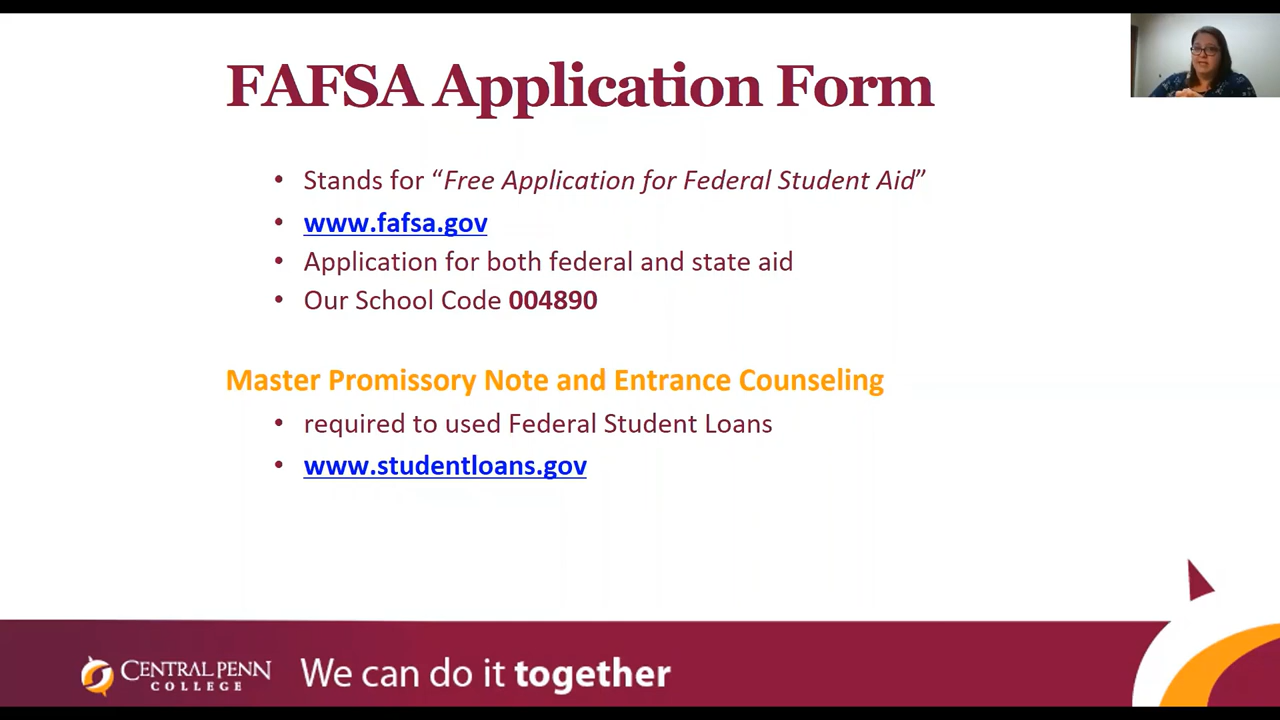 FAFSA Application Form
• Stands for “Free Application for Federal Student Aid”
• www.fafsa.gov
• Application for both federal and state aid
• Our School Code 004890
Master Promissory Note and Entrance Counseling
• required to used Federal Student Loans
• www.studentloans.gov
CENTRAL PENN
COLLEGE
We can do it together